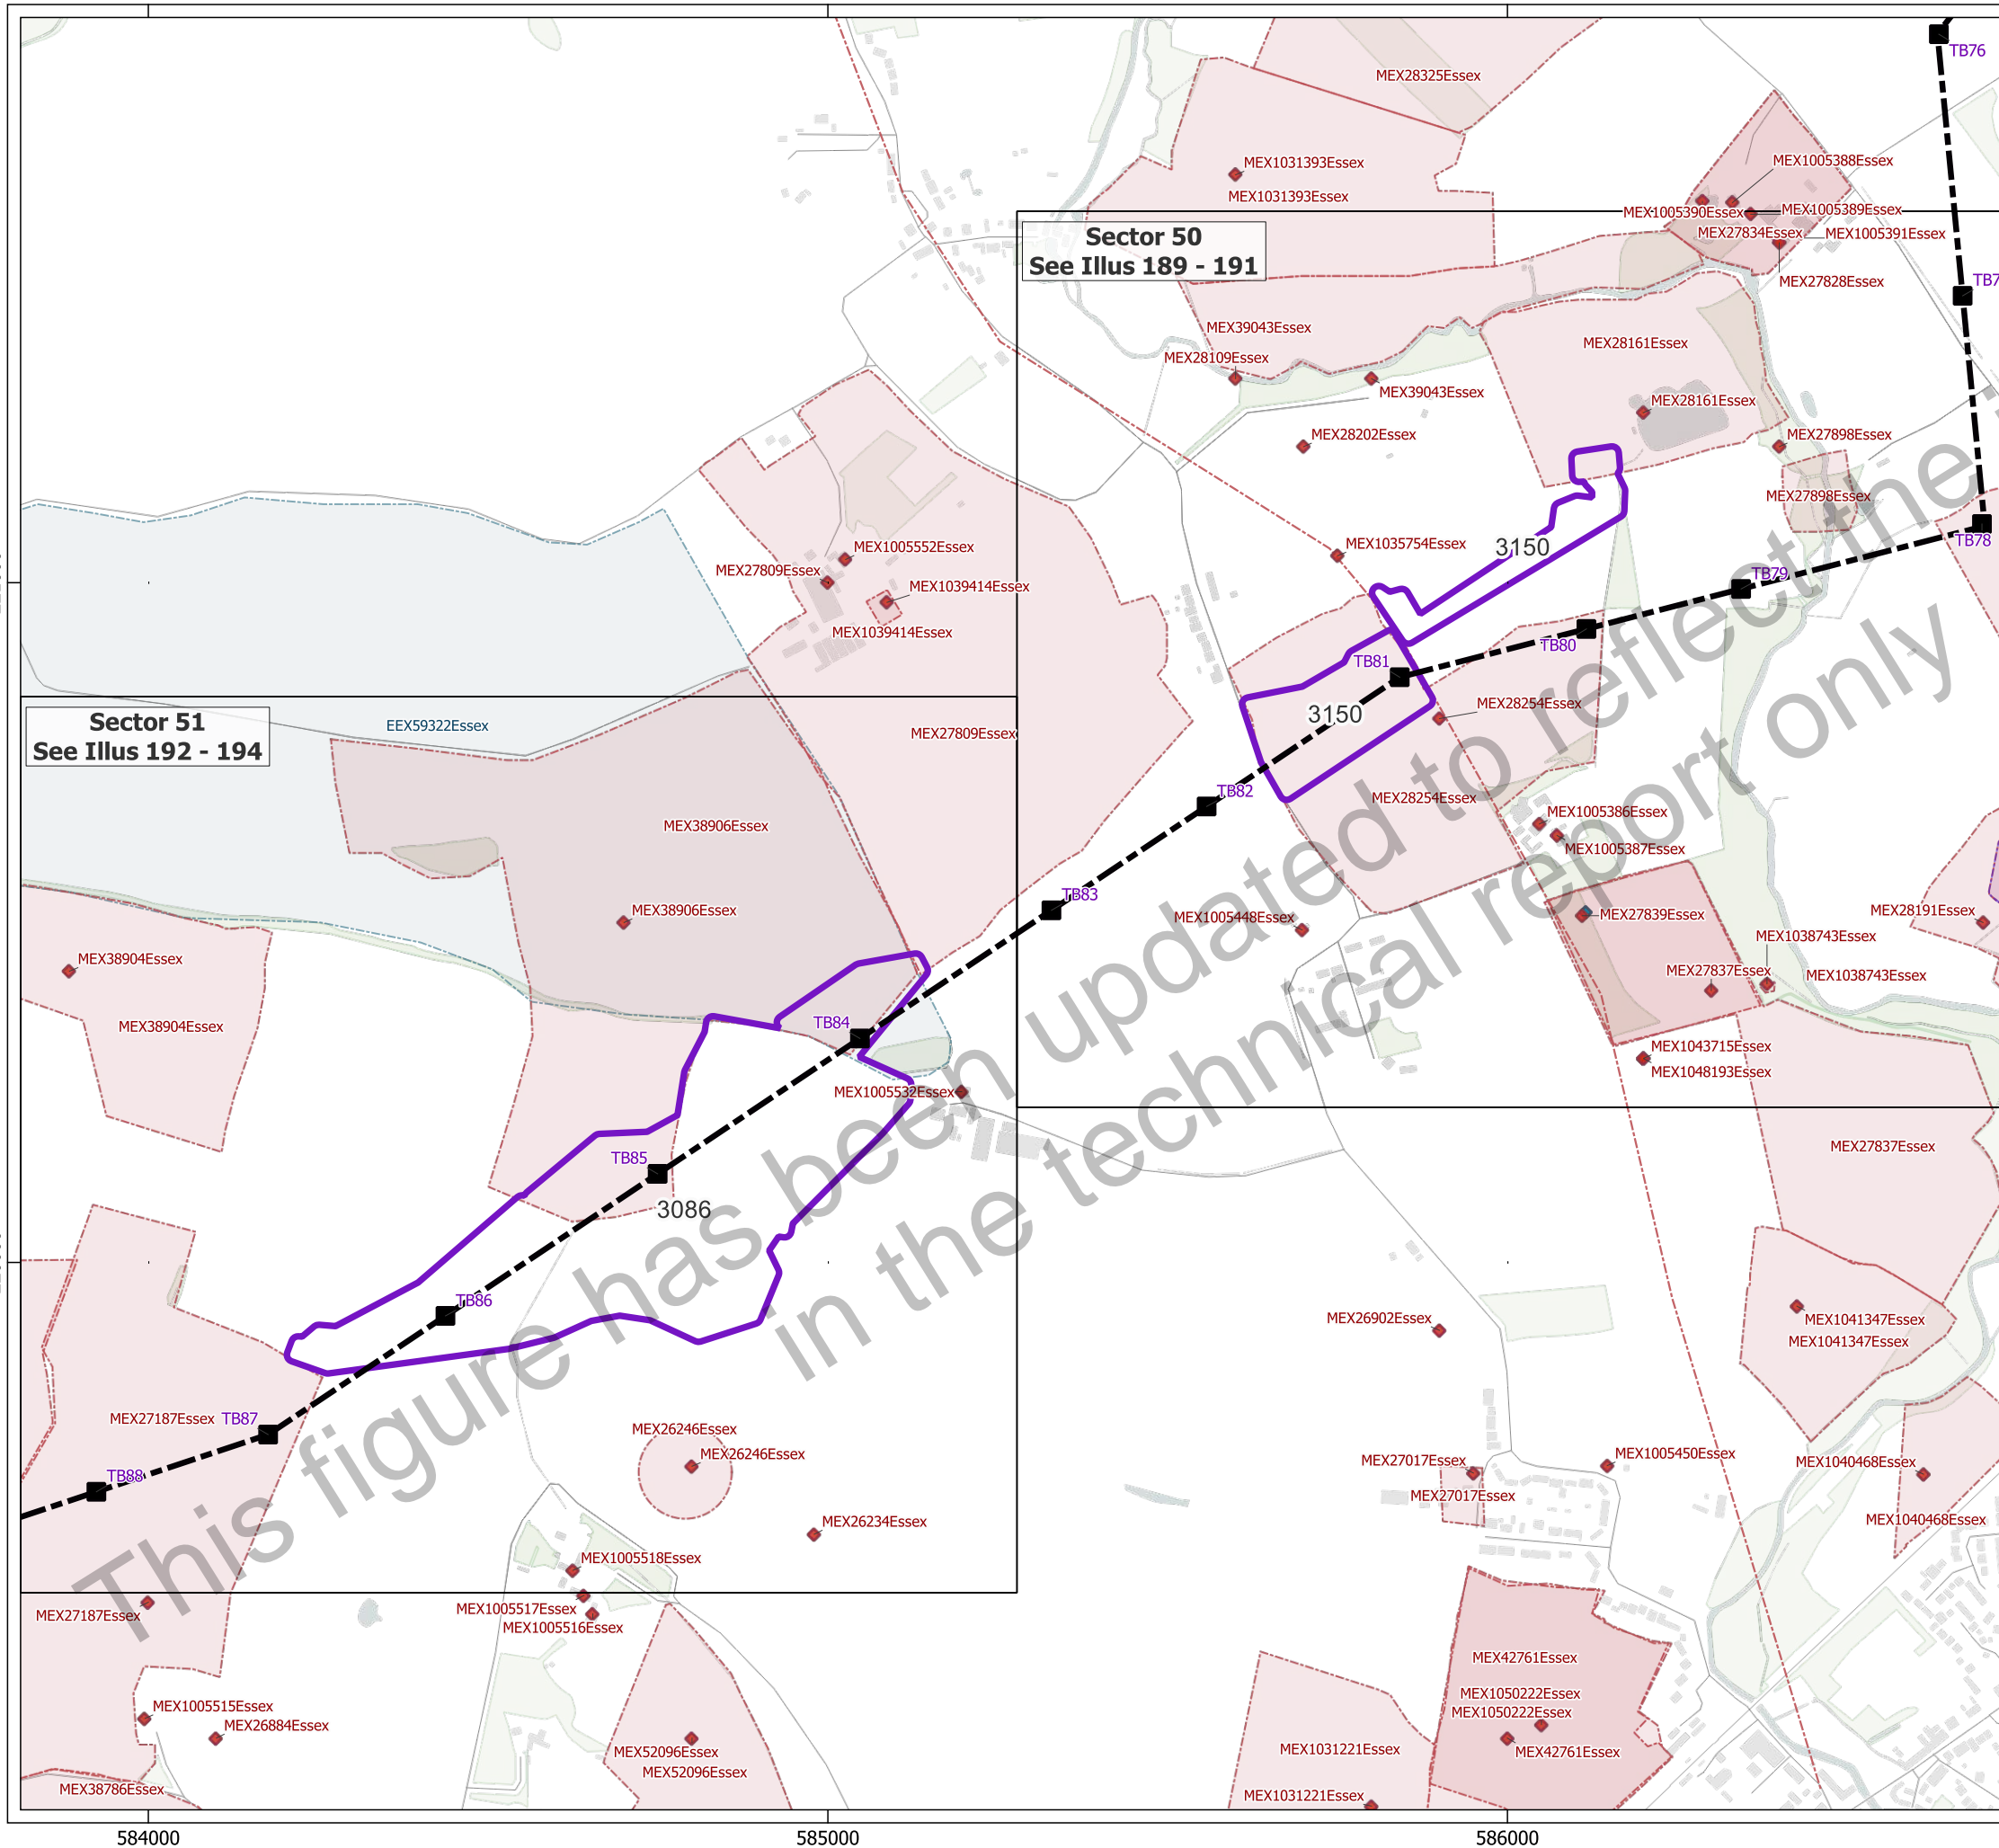 TB76
MEX28325Essex
MEX1031393Essex
MEX1005388Essex
MEX1031393Essex
MEX1005390Essex
MEX1005389Essex
Sector 50
See Illus 189 - 191
MEX27834Essex
MEX1005391Essex
TB7
MEX27828Essex
MEX39043Essex
MEX28161Essex
MEX28109Essex
MEX39043Essex
MEX28161Essex
MEX28202Essex
MEX27898Essex
MEX27898Essex
TB78
MEX1035754Essex
3150
MEX1005552Essex
MEX27809Essex
TB79
MEX1039414Essex
MEX1039414Essex
TB80
TB81
MEX28254Essex
3150
Sector 51
See Illus 192 - 194
EEX59322Essex
MEX27809Essex
TB82
MEX28254Essex
MEX38906Essex
MEX1005386Essex
MEX1005387Essex
TB83
MEX38906Essex
MEX1005448Essex
MEX27839Essex
MEX28191Essex
MEX1038743Essex
MEX38904Essex
MEX27837Essex
MEX1038743Essex
MEX38904Essex
TB84
MEX1043715Essex
MEX1048193Essex
MEX1005532Essex
MEX27837Essex
TB85
3086
TB86
MEX26902Essex
MEX1041347Essex
MEX1041347Essex
MEX27187Essex
TB87
MEX26246Essex
MEX26246Essex
MEX27017Essex
MEX1005450Essex
MEX1040468Essex
TB88
MEX27017Essex
MEX26234Essex
MEX1040468Essex
MEX1005518Essex
MEX27187Essex
MEX1005517Essex
MEX1005516Essex
MEX42761Essex
MEX1050222Essex
MEX1050222Essex
MEX1005515Essex
MEX26884Essex
MEX52096Essex
MEX52096Essex
MEX1031221Essex
MEX42761Essex
MEX38786Essex
MEX1031221Essex
584000
585000
586000
This figure has been updated to reflect the
in the technical report only